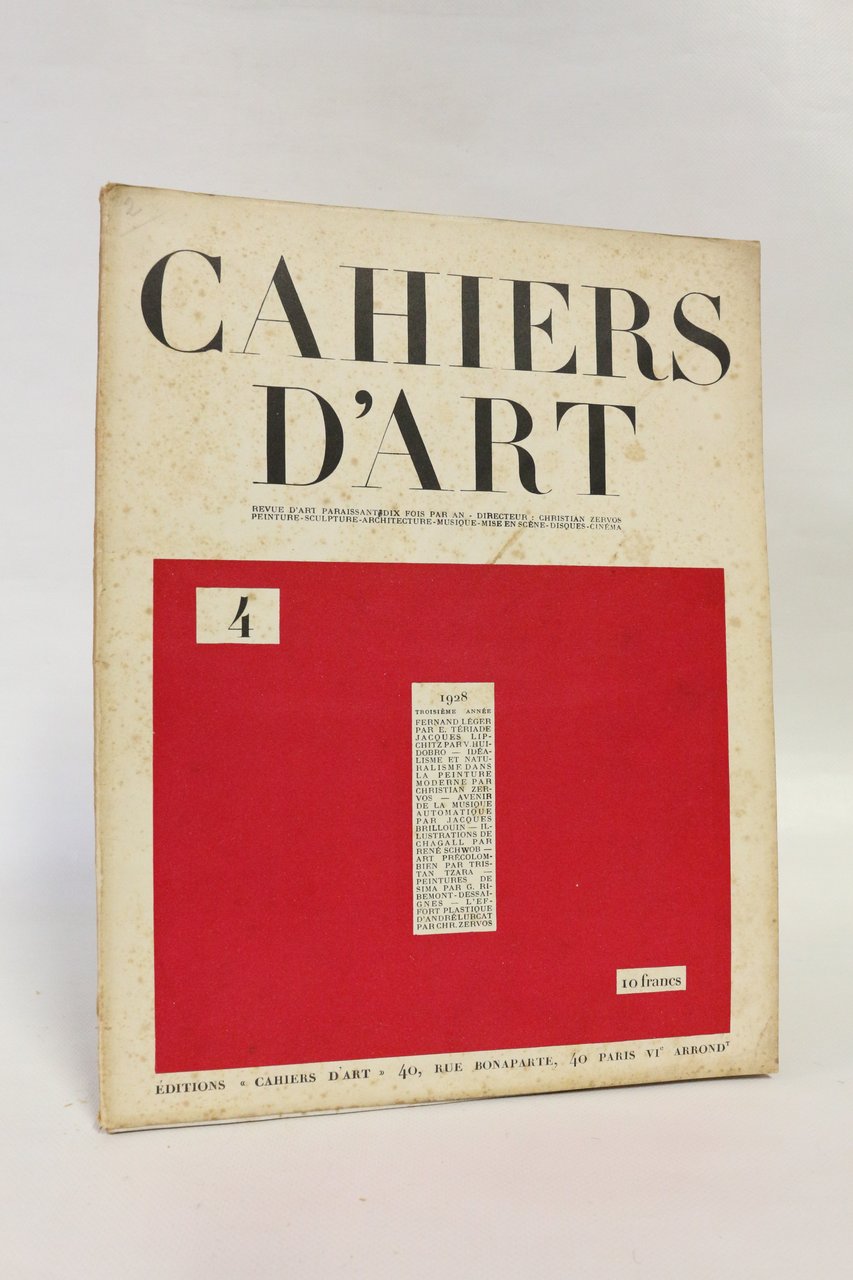 2
CAHIERS
D'ART
REVUE D'ART PARAISSANT DIX FOIS PAR AN - DIRECTEUR : CHRISTIAN ZERVOS
PEINTURE-SCULPTURE-ARCHITECTURE-MUSIQUE-MISE EN SCÈNE-DISQUES-CINÉMA
4
1928
TROISIÈME ANNÉE
FERNAND LÉGER
PAR E. TÉRIADE
JACQUES LIP-
CHITZ PAR V. HUI-
DOBRO — IDÉA-
LISME ET NATU-
RALISME DANS
LA PEINTURE
MODERNE PAR
CHRISTIAN ZER-
VOS — AVENIR
DE LA MUSIQUE
AUTOMATIQUE
PAR JACQUES
BRILLOUIN — IL-
LUSTRATIONS DE
CHAGALL PAR
RENÉ SCHWOB —
ART PRÉCOLOM-
BIEN PAR TRIS-
TAN TZARA —
PEINTURES DE
SIMA PAR G. RI-
BEMONT-DESSAI-
GNES — L'EF-
FORT PLASTIQUE
D'ANDRÉ LURCAT
PAR CHR. ZERVOS
10 francs
ÉDITIONS « CAHIERS D'ART » 40, RUE BONAPARTE, 40 PARIS VIe ARRONDT